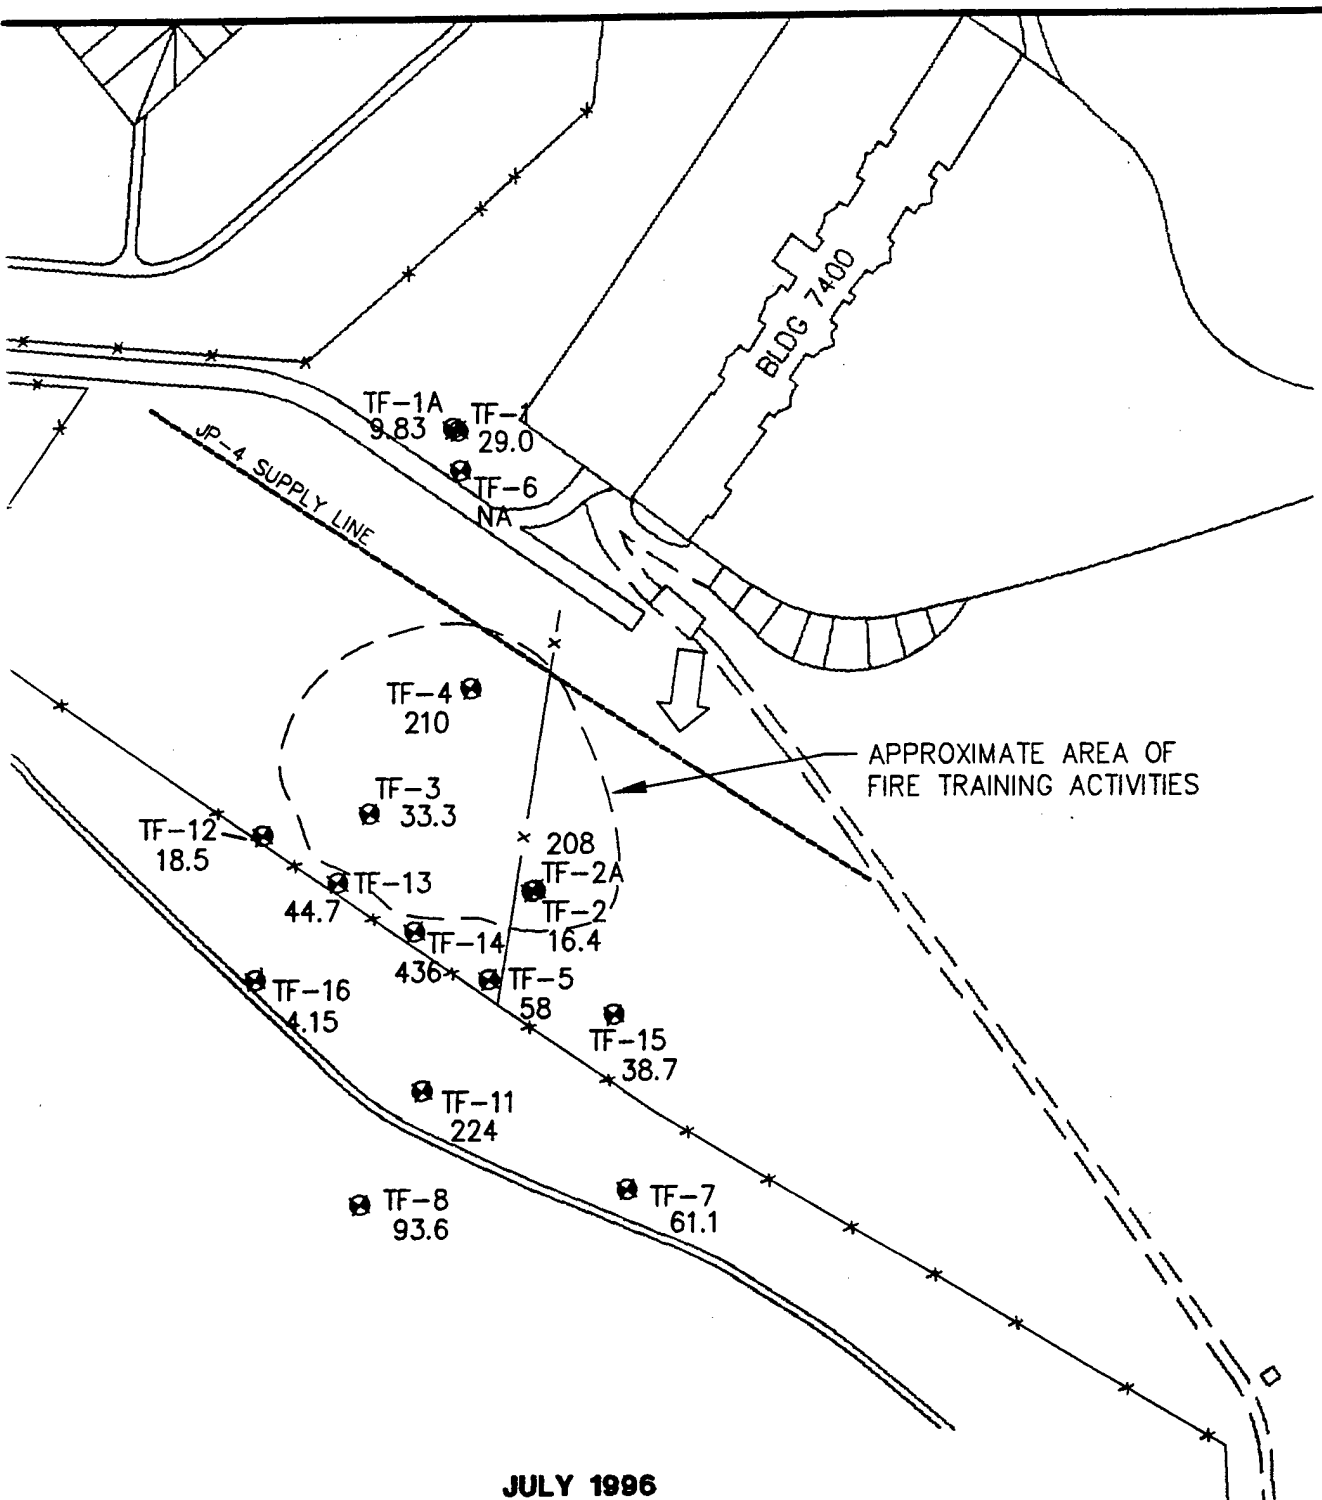 BLDG 7400
TF-1A
9.83
TF-1
29.0
TF-6
NA
JP-4 SUPPLY LINE
TF-4
210
APPROXIMATE AREA OF
FIRE TRAINING ACTIVITIES
TF-3
33.3
TF-12
18.5
208
TF-2A
TF-2
16.4
TF-13
44.7
TF-14
436
TF-5
58
TF-16
4.15
TF-15
38.7
TF-11
224
TF-8
93.6
TF-7
61.1
JULY 1996